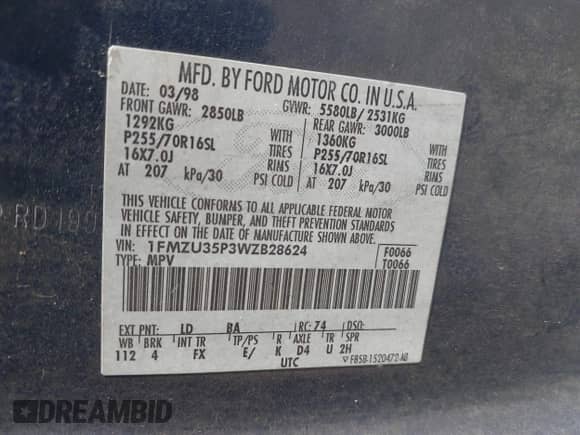 MFD. BY FORD MOTOR CO. IN U.S.A.
DATE: 03/98 GVWR: 5580LB/ 2531KG
FRONT GAWR: 2850LB REAR GAWR: 3000LB
1292KG WITH 1360KG WITH
P255/70R16SL TIRES P255/70R16SL TIRES
16X7.0J RIMS 16X7.0J RIMS
AT 207 kPa/30 PSI COLD AT 207 kPa/30 PSI COLD
THIS VEHICLE CONFORMS TO ALL APPLICABLE FEDERAL MOTOR
VEHICLE SAFETY, BUMPER, AND THEFT PREVENTION STANDARDS
IN EFFECT ON THE DATE OF MANUFACTURE SHOWN ABOVE.
VIN: 1FMZU35P3WZB28624 F0066
TYPE: MPV T0066
EXT PNT: LD BA RC: 74 DSO:
WB BRK INT TR TP/PS R AXLE TR SPR
112 4 FX E/ K D4 U 2H
UTC F85B-1520472-AB
DREAMBID